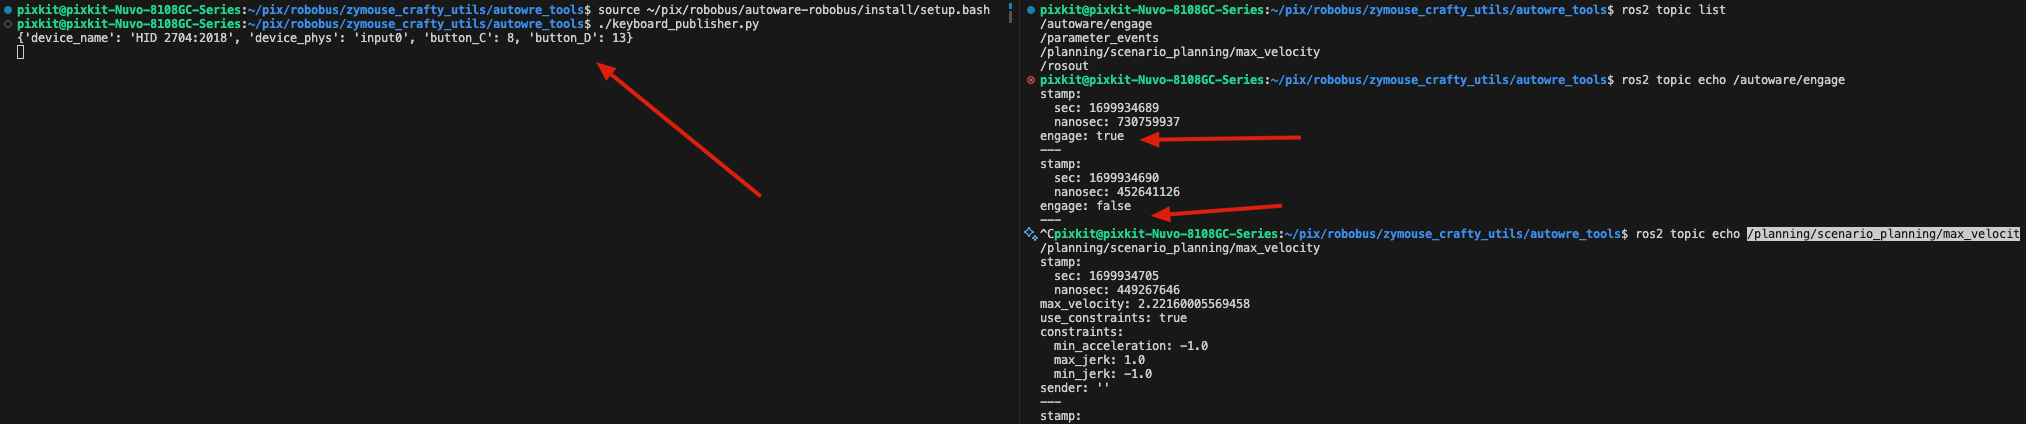 pixkit@pixkit-Nuvo-8108GC-Series:~/pix/robobus/zymouse_crafty_utils/autowre_tools$ source ~/pix/robobus/autoware-robobus/install/setup.bash
pixkit@pixkit-Nuvo-8108GC-Series:~/pix/robobus/zymouse_crafty_utils/autowre_tools$ ./keyboard_publisher.py
{'device_name': 'HID 2704:2018', 'device_phys': 'input0', 'button_C': 8, 'button_D': 13}
pixkit@pixkit-Nuvo-8108GC-Series:~/pix/robobus/zymouse_crafty_utils/autowre_tools$ ros2 topic list
/autoware/engage
/parameter_events
/planning/scenario_planning/max_velocity
/rosout
pixkit@pixkit-Nuvo-8108GC-Series:~/pix/robobus/zymouse_crafty_utils/autowre_tools$ ros2 topic echo /autoware/engage
stamp:
  sec: 1699934689
  nanosec: 730759937
engage: true
---
stamp:
  sec: 1699934690
  nanosec: 452641126
engage: false
---
^Cpixkit@pixkit-Nuvo-8108GC-Series:~/pix/robobus/zymouse_crafty_utils/autowre_tools$ ros2 topic echo /planning/scenario_planning/max_velocit
/planning/scenario_planning/max_velocity
stamp:
  sec: 1699934705
  nanosec: 449267646
max_velocity: 2.22160005569458
use_constraints: true
constraints:
  min_acceleration: -1.0
  max_jerk: 1.0
  min_jerk: -1.0
sender: ''
---
stamp: